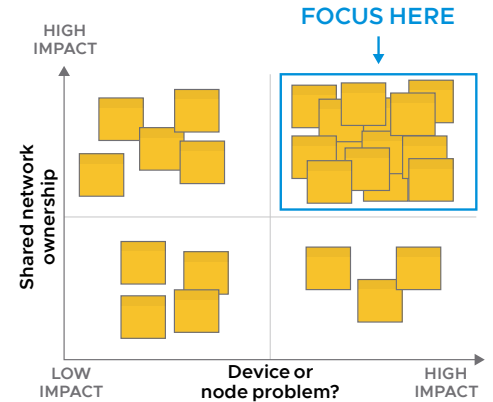 FOCUS HERE
HIGH
IMPACT
Shared network
ownership
LOW
IMPACT
Device or
node problem?
HIGH
IMPACT